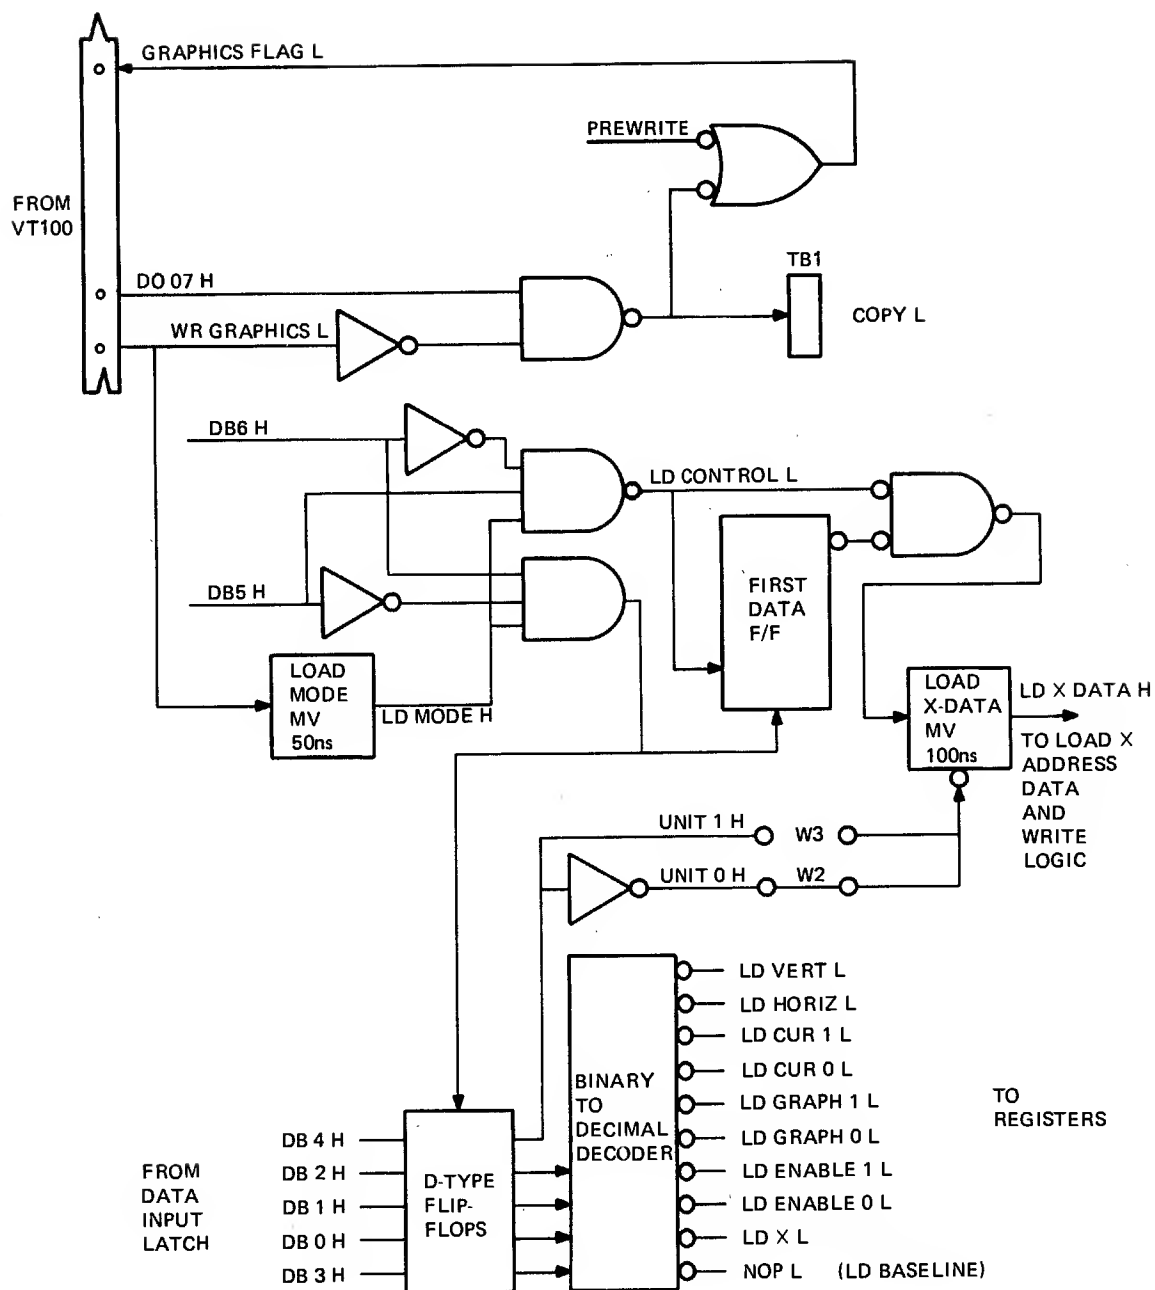 GRAPHICS FLAG L
PREWRITE
FROM
VT100
DO 07 H
TB1
COPY L
WR GRAPHICS L
DB6 H
LD CONTROL L
DB5 H
FIRST
DATA
F/F
LOAD
MODE
MV
50ns
LD MODE H
LOAD
X-DATA
MV
100ns
LD X DATA H
TO LOAD X
ADDRESS
DATA
AND
WRITE
LOGIC
UNIT 1 H
W3
UNIT 0 H
W2
BINARY
TO
DECIMAL
DECODER
LD VERT L
LD HORIZ L
LD CUR 1 L
LD CUR 0 L
LD GRAPH 1 L
LD GRAPH 0 L
LD ENABLE 1 L
LD ENABLE 0 L
LD X L
NOP L (LD BASELINE)
TO
REGISTERS
FROM
DATA
INPUT
LATCH
DB 4 H
DB 2 H
DB 1 H
DB 0 H
DB 3 H
D-TYPE
FLIP-
FLOPS